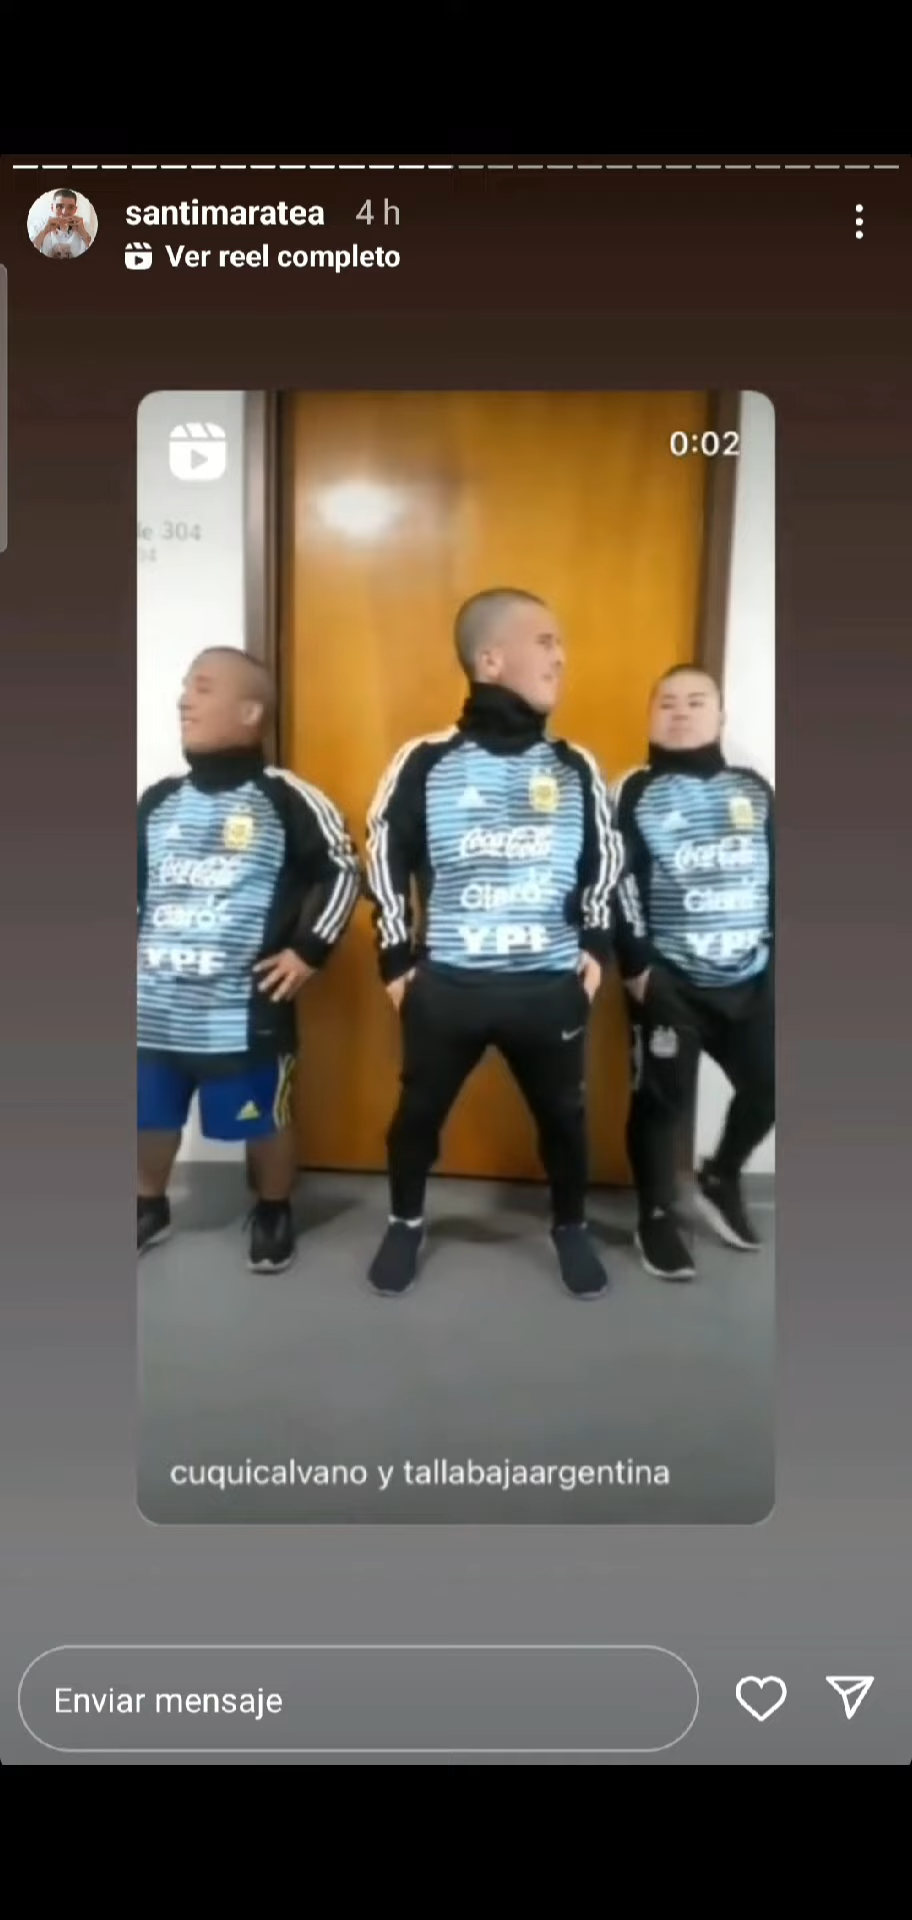 santimaratea 4 h
Ver reel completo
0:02
304
Coca-Cola
Claro
YPF
Coca-Cola
Claro
YPF
Coca-Cola
Claro
YPF
cuquicalvano y tallabajaargentina
Enviar mensaje